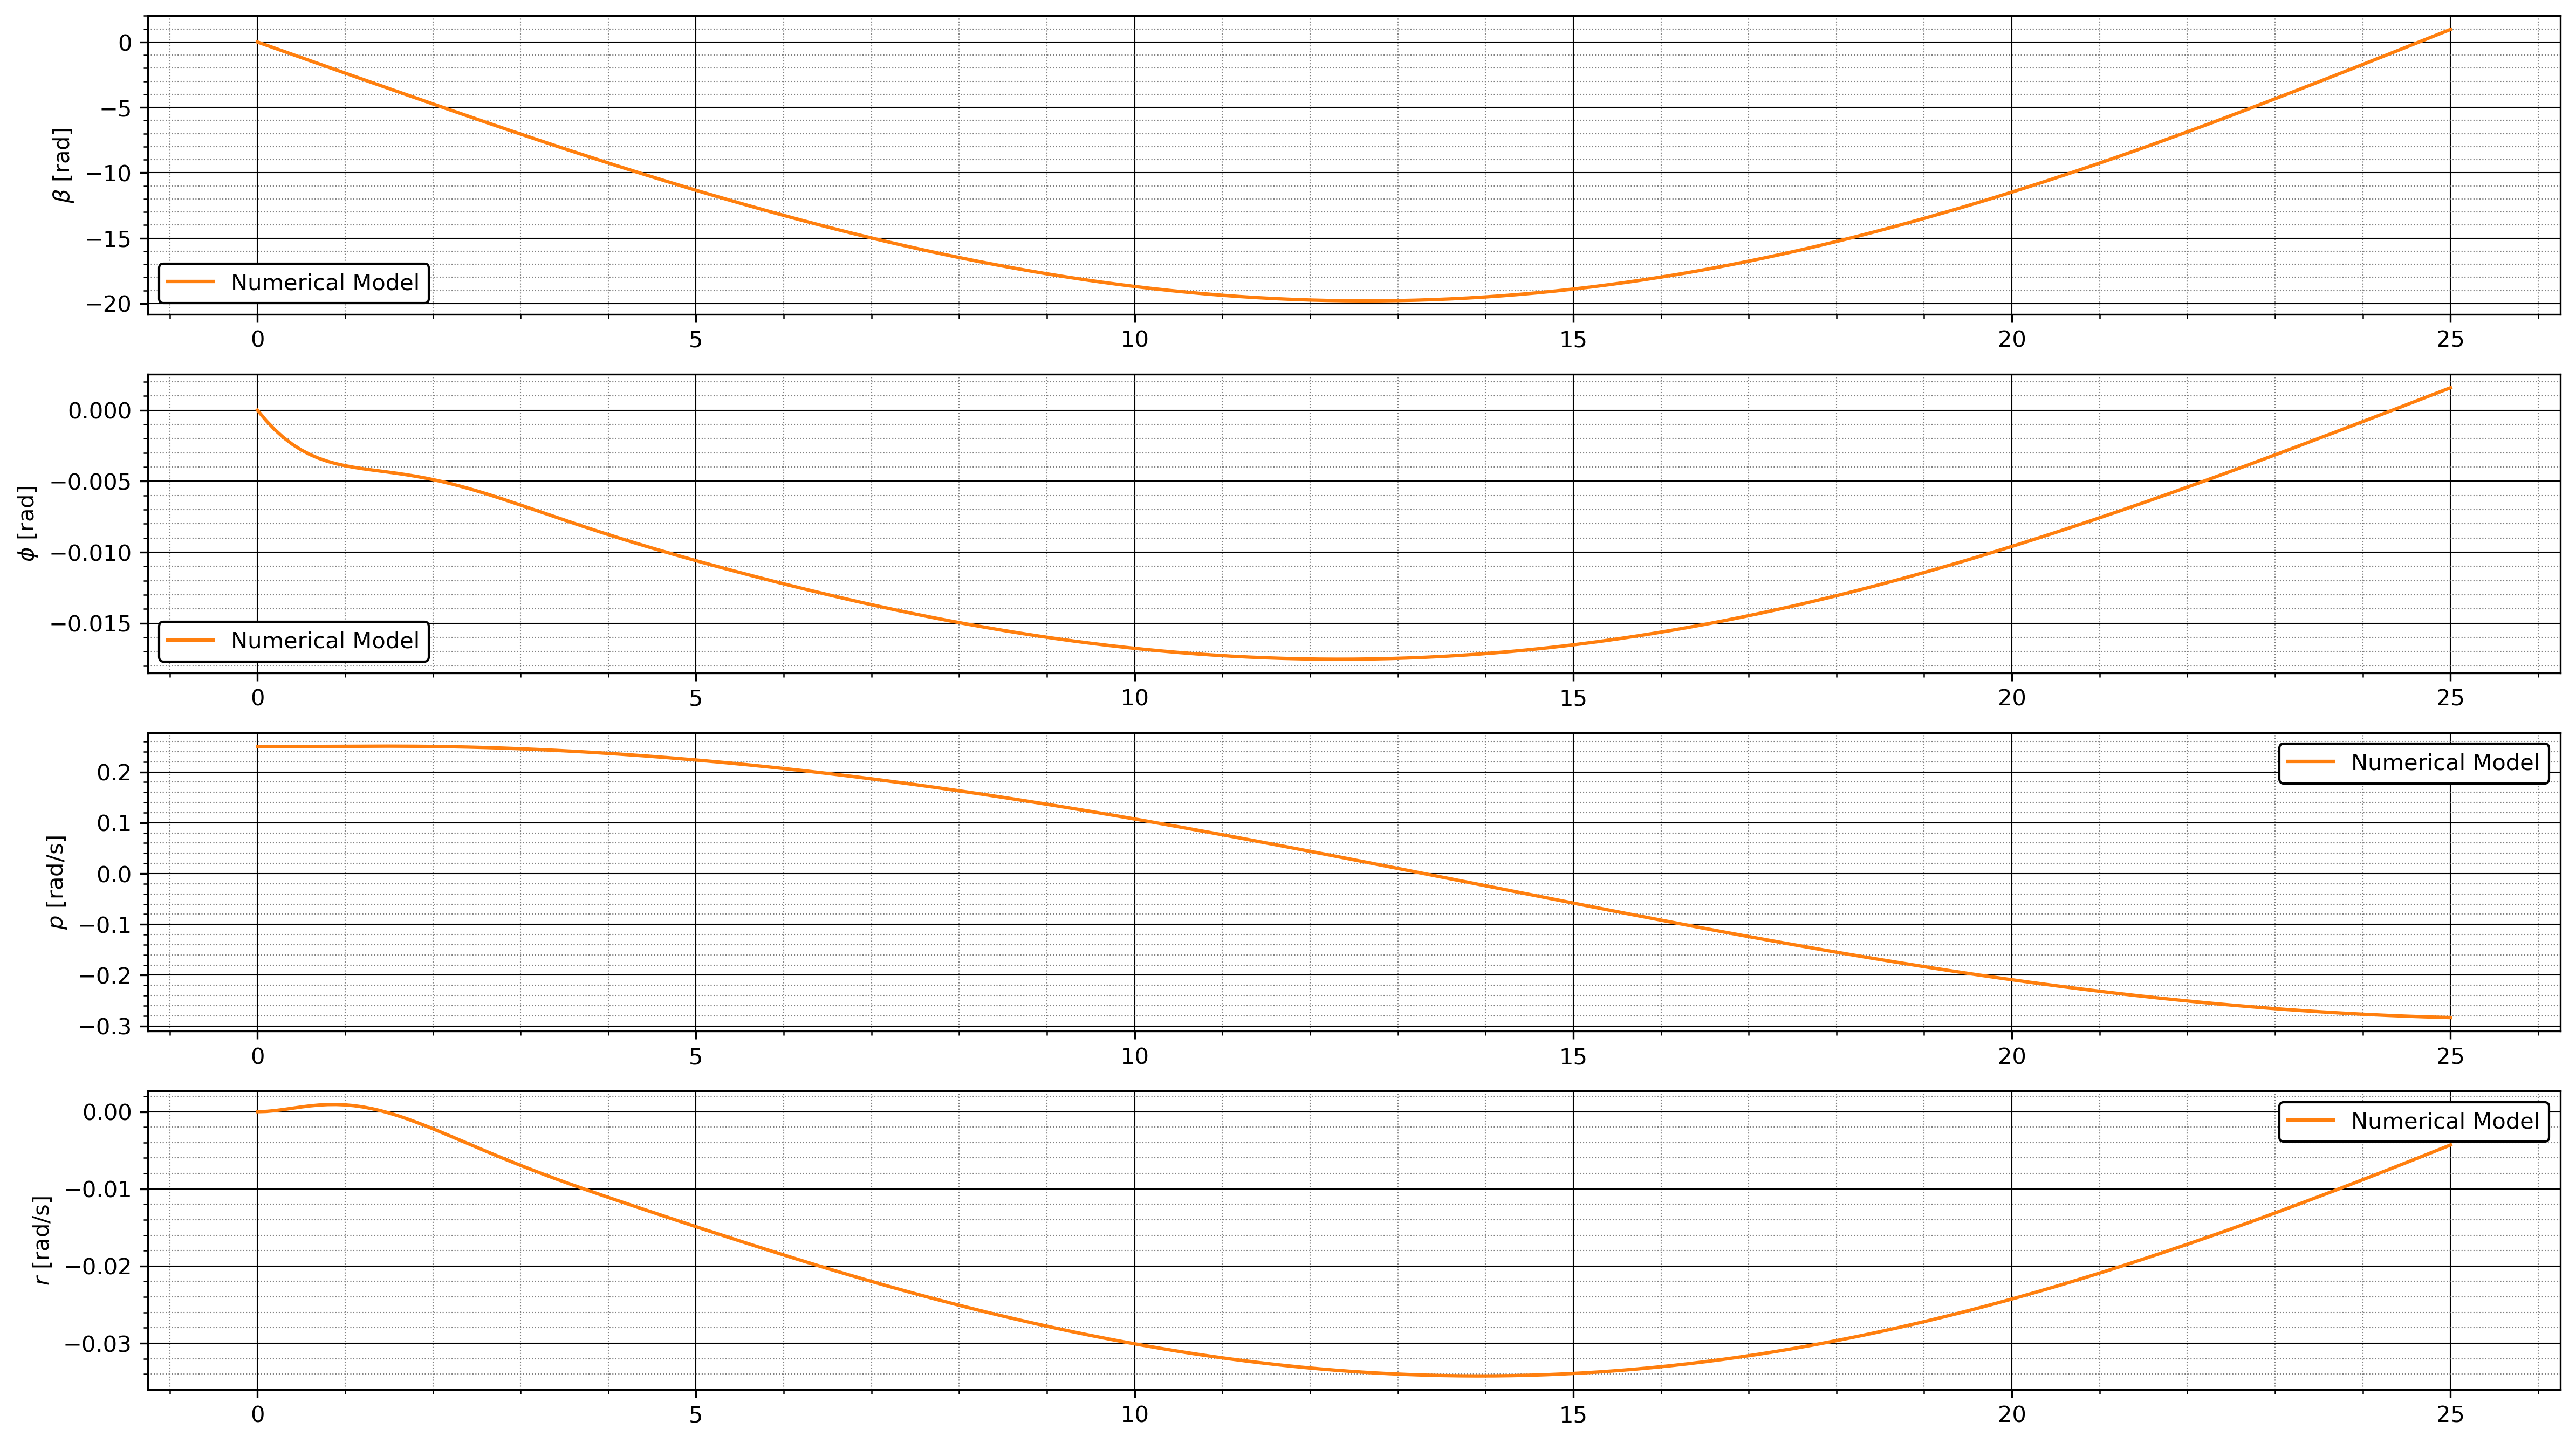 β [rad]
0
−5
−10
−15
−20
Numerical Model
0 5 10 15 20 25
ϕ [rad]
0.000
−0.005
−0.010
−0.015
Numerical Model
0 5 10 15 20 25
p [rad/s]
0.2
0.1
0.0
−0.1
−0.2
−0.3
Numerical Model
0 5 10 15 20 25
r [rad/s]
0.00
−0.01
−0.02
−0.03
Numerical Model
0 5 10 15 20 25